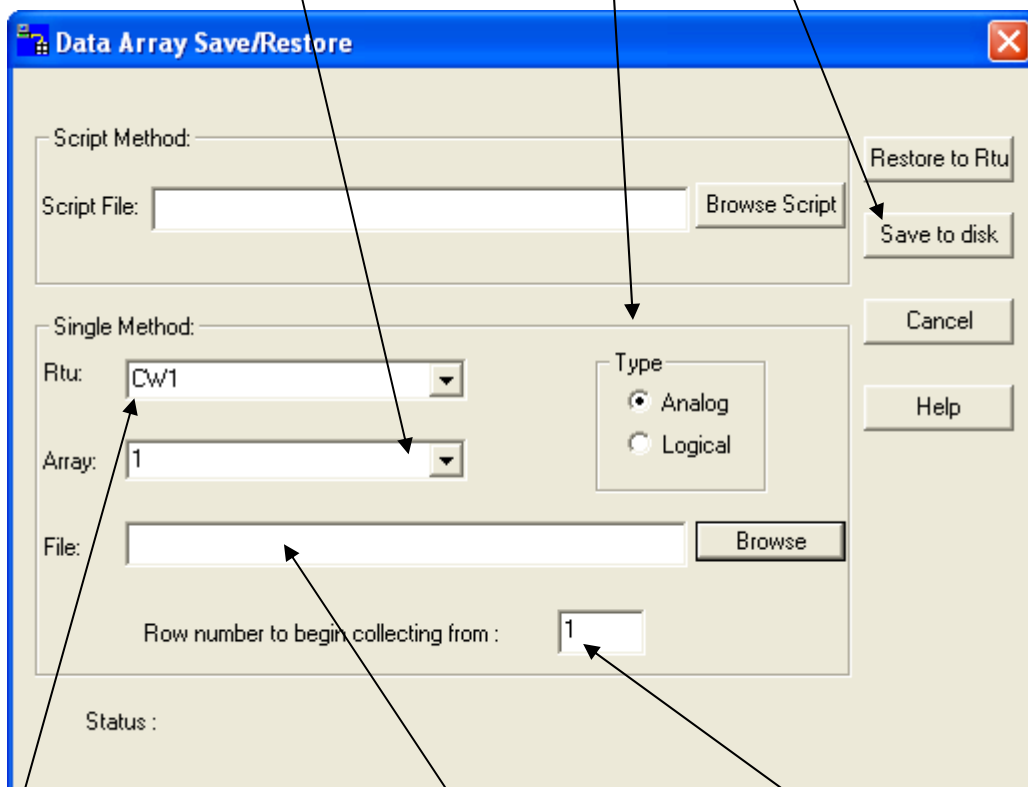 Data Array Save/Restore
Script Method:
Script File:
Browse Script
Restore to Rtu
Save to disk
Cancel
Help
Single Method:
Rtu:
CW1
Array:
1
Type
Analog
Logical
File:
Browse
Row number to begin collecting from :
1
Status :